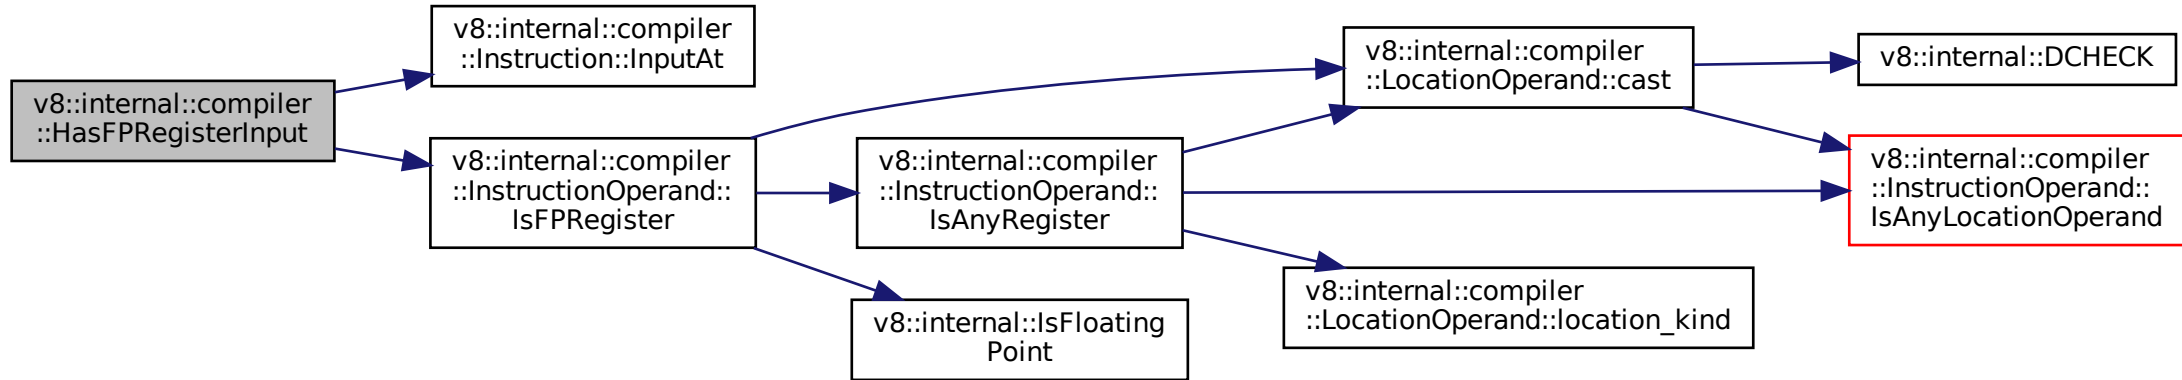 v8::internal::compiler
::HasFPRegisterInput
v8::internal::compiler
::Instruction::InputAt
v8::internal::compiler
::InstructionOperand::
IsFPRegister
v8::internal::compiler
::InstructionOperand::
IsAnyRegister
v8::internal::IsFloating
Point
v8::internal::compiler
::LocationOperand::cast
v8::internal::compiler
::LocationOperand::location_kind
v8::internal::DCHECK
v8::internal::compiler
::InstructionOperand::
IsAnyLocationOperand